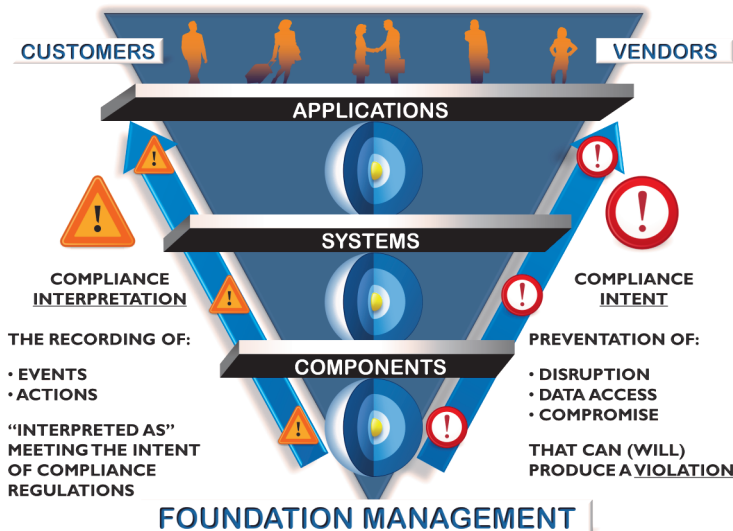 CUSTOMERS
VENDORS
APPLICATIONS
!
!
!
!
SYSTEMS
COMPLIANCE
INTERPRETATION
COMPLIANCE
INTENT
!
!
THE RECORDING OF:
• EVENTS
• ACTIONS
PREVENTION OF:
• DISRUPTION
• DATA ACCESS
• COMPROMISE
COMPONENTS
!
!
“INTERPRETED AS”
MEETING THE INTENT
OF COMPLIANCE
REGULATIONS
THAT CAN (WILL)
PRODUCE A VIOLATION
FOUNDATION MANAGEMENT